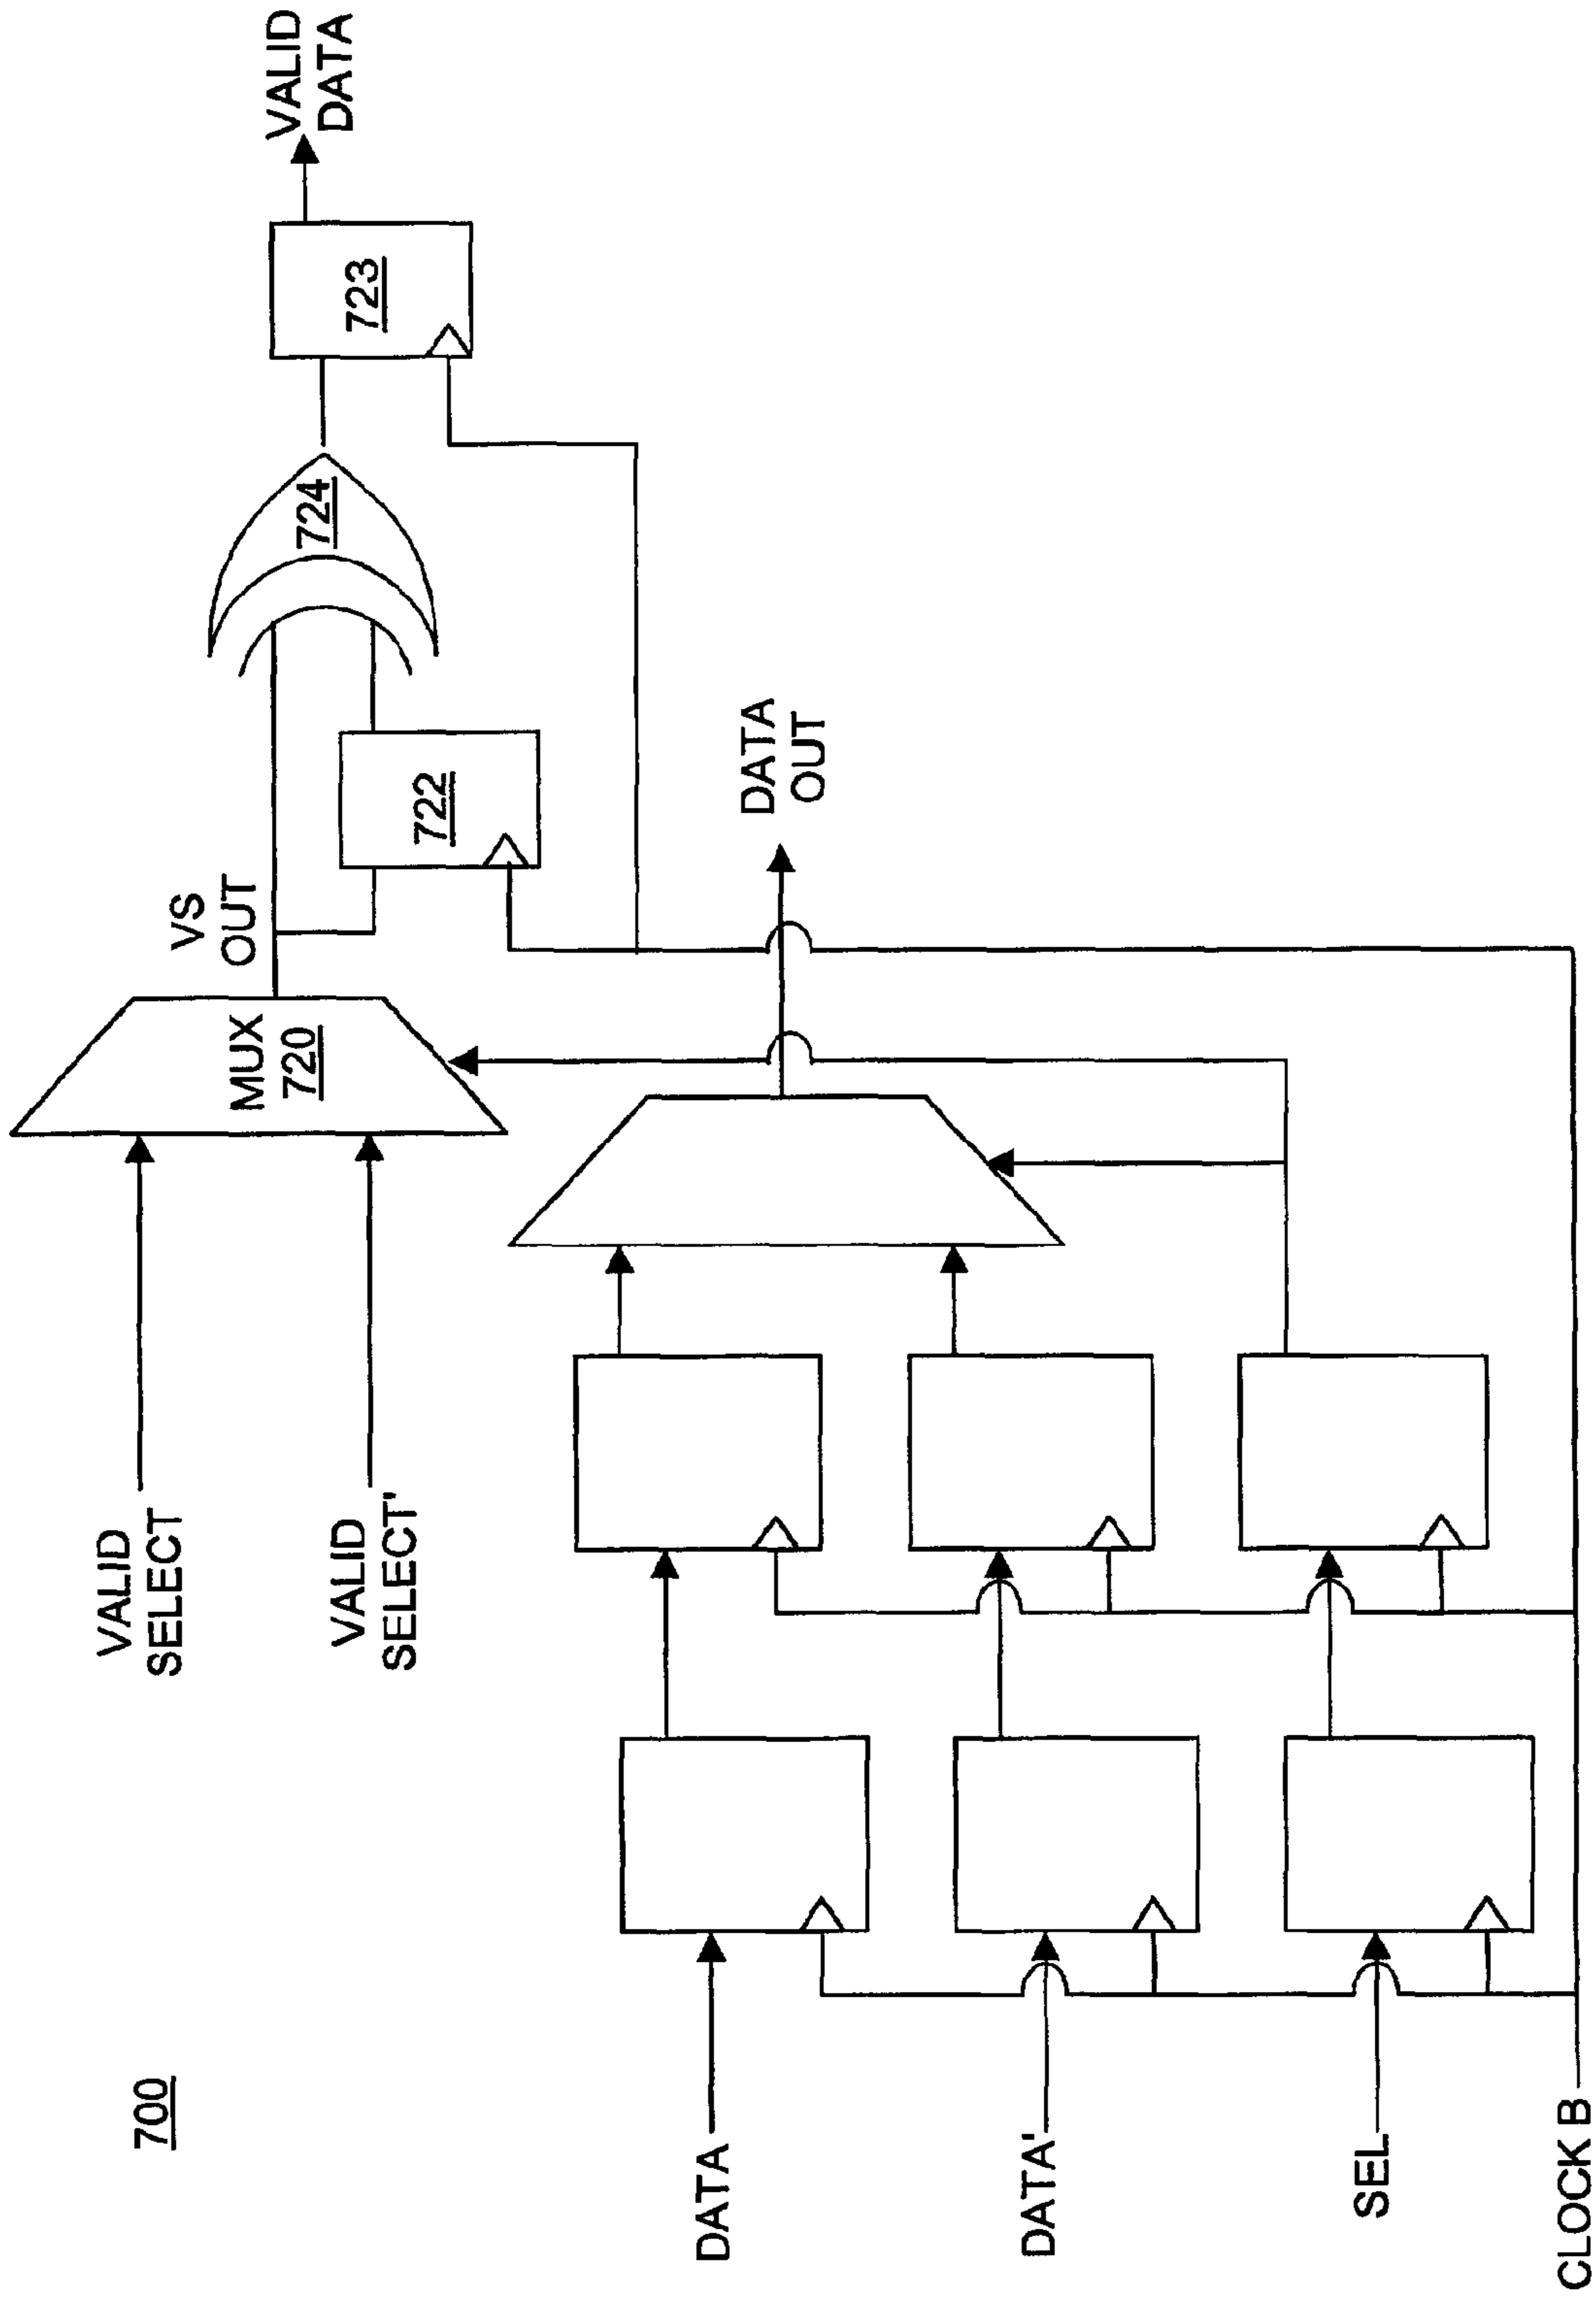 700
VALID
SELECT
VALID
SELECT'
MUX
720
VS
OUT
722
724
723
VALID
DATA
DATA
OUT
DATA
DATA'
SEL
CLOCK B